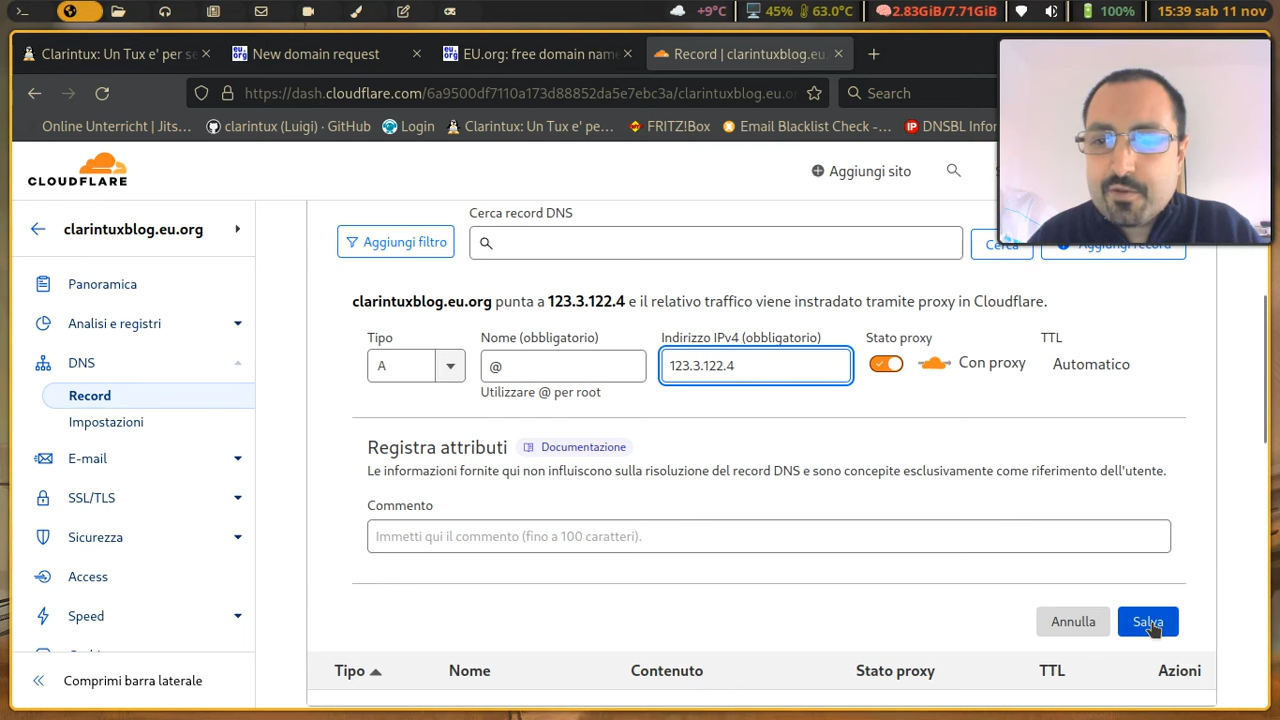 +9°C 45% 63.0°C 2.83GiB/7.71GiB 100% 15:39 sab 11 nov
Clarintux: Un Tux e' per se
New domain request
EU.org: free domain name
Record | clarintuxblog.eu.
https://dash.cloudflare.com/6a9500df7110a173d88852da5e7ebc3a/clarintuxblog.eu.o
Search
Online Unterricht | Jits...
clarintux (Luigi) · GitHub
Login
Clarintux: Un Tux e' pe...
FRITZ!Box
Email Blacklist Check -...
DNSBL Infor
CLOUDFLARE
Aggiungi sito
clarintuxblog.eu.org
Panoramica
Analisi e registri
DNS
Record
Impostazioni
E-mail
SSL/TLS
Sicurezza
Access
Speed
Comprimi barra laterale
Cerca record DNS
Aggiungi filtro
Cerca
Aggiungi record
clarintuxblog.eu.org punta a 123.3.122.4 e il relativo traffico viene instradato tramite proxy in Cloudflare.
Tipo
Nome (obbligatorio)
Indirizzo IPv4 (obbligatorio)
Stato proxy
TTL
A
@
123.3.122.4
Con proxy
Automatico
Utilizzare @ per root
Registra attributi
Documentazione
Le informazioni fornite qui non influiscono sulla risoluzione del record DNS e sono concepite esclusivamente come riferimento dell'utente.
Commento
Immetti qui il commento (fino a 100 caratteri).
Annulla
Salva
Tipo
Nome
Contenuto
Stato proxy
TTL
Azioni